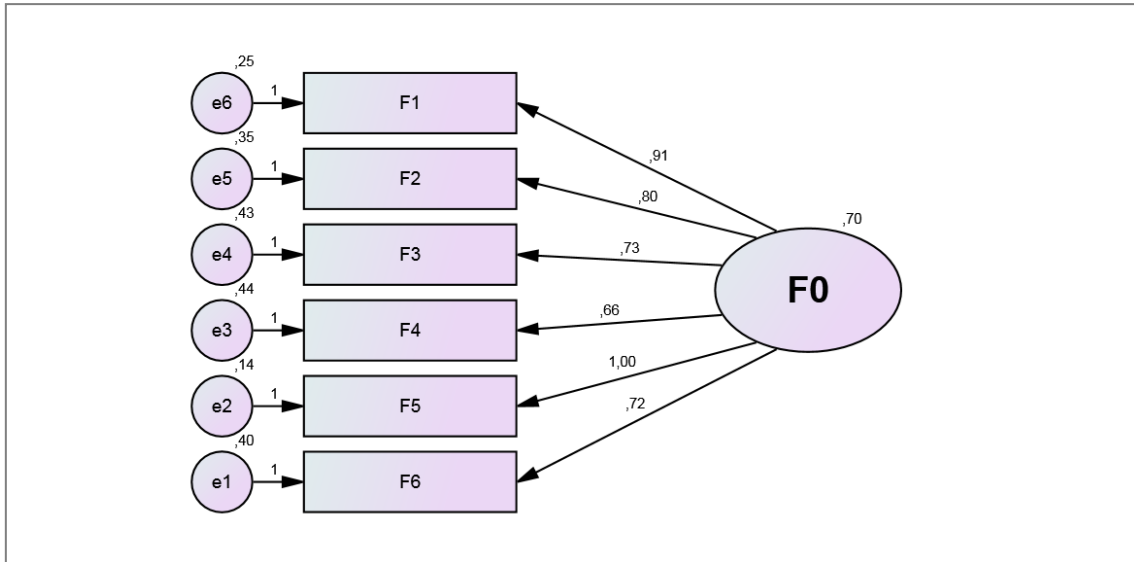 ,25
e6 1 F1
,91
,35
e5 1 F2
,80
,43
e4 1 F3
,73
,70
F0
,44
e3 1 F4
,66
,14
e2 1 F5
1,00
,40
e1 1 F6
,72